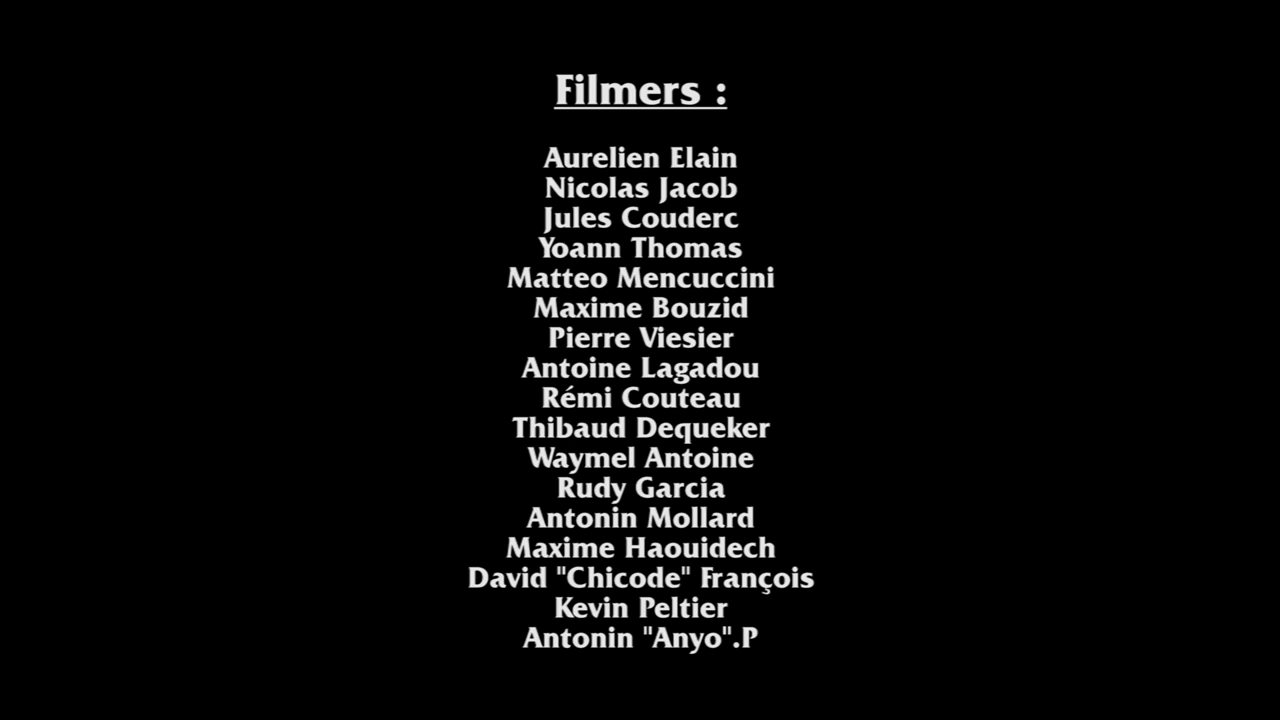 Filmers :
Aurelien Elain
Nicolas Jacob
Jules Couderc
Yoann Thomas
Matteo Mencuccini
Maxime Bouzid
Pierre Viesier
Antoine Lagadou
Rémi Couteau
Thibaud Dequeker
Waymel Antoine
Rudy Garcia
Antonin Mollard
Maxime Haouidech
David "Chicode" François
Kevin Peltier
Antonin "Anyo".P